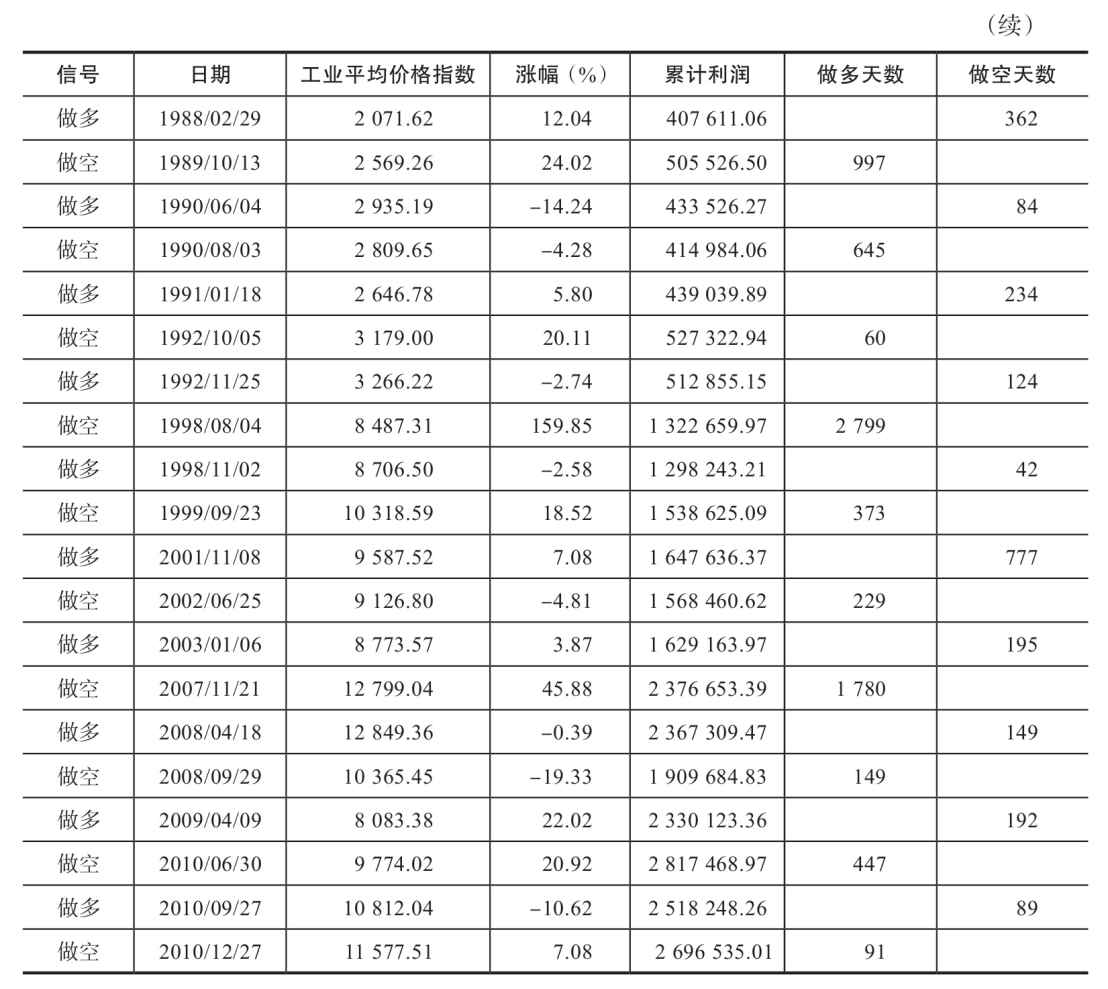 （续）
信号 日期 工业平均价格指数 涨幅（%） 累计利润 做多天数 做空天数
做多 1988/02/29 2 071.62 12.04 407 611.06 362
做空 1989/10/13 2 569.26 24.02 505 526.50 997
做多 1990/06/04 2 935.19 –14.24 433 526.27 84
做空 1990/08/03 2 809.65 –4.28 414 984.06 645
做多 1991/01/18 2 646.78 5.80 439 039.89 234
做空 1992/10/05 3 179.00 20.11 527 322.94 60
做多 1992/11/25 3 266.22 –2.74 512 855.15 124
做空 1998/08/04 8 487.31 159.85 1 322 659.97 2 799
做多 1998/11/02 8 706.50 –2.58 1 298 243.21 42
做空 1999/09/23 10 318.59 18.52 1 538 625.09 373
做多 2001/11/08 9 587.52 7.08 1 647 636.37 777
做空 2002/06/25 9 126.80 –4.81 1 568 460.62 229
做多 2003/01/06 8 773.57 3.87 1 629 163.97 195
做空 2007/11/21 12 799.04 45.88 2 376 653.39 1 780
做多 2008/04/18 12 849.36 –0.39 2 367 309.47 149
做空 2008/09/29 10 365.45 –19.33 1 909 684.83 149
做多 2009/04/09 8 083.38 22.02 2 330 123.36 192
做空 2010/06/30 9 774.02 20.92 2 817 468.97 447
做多 2010/09/27 10 812.04 –10.62 2 518 248.26 89
做空 2010/12/27 11 577.51 7.08 2 696 535.01 91